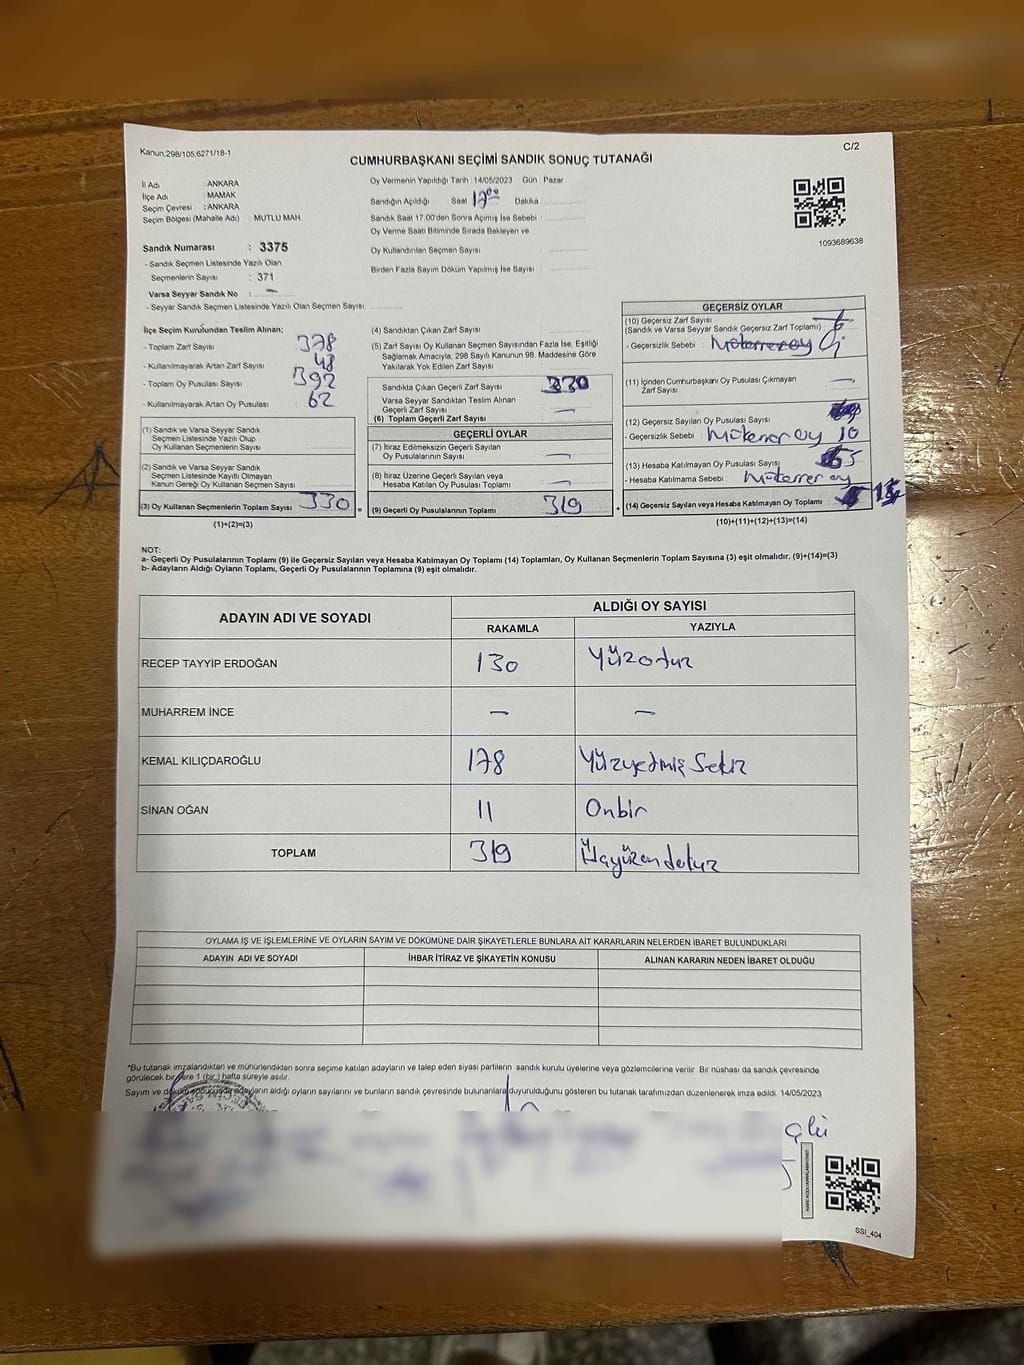 Kanun,298/105,6271/18-1
C/2
CUMHURBAŞKANI SEÇİMİ SANDIK SONUÇ TUTANAĞI
İl Adı : ANKARA
İlçe Adı : MAMAK
Seçim Çevresi : ANKARA
Seçim Bölgesi (Mahalle Adı) : MUTLU MAH
Sandık Numarası : 3375
- Sandık Seçmen Listesinde Yazılı Olan
Seçmenlerin Sayısı : 371
Varsa Seyyar Sandık No : -
- Seyyar Sandık Seçmen Listesinde Yazılı Olan Seçmen Sayısı:
Oy Vermenin Yapıldığı Tarih : 14/05/2023 Gün : Pazar
Sandığın Açıldığı Saat 17:00 Dakika :
Sandık Saat 17.00'den Sonra Açılmış İse Sebebi :
Oy Verme Saati Bitiminde Sırada Bekleyen ve
Oy Kullandırılan Seçmen Sayısı :
Birden Fazla Sayım Döküm Yapılmış İse Sayısı :
1093689638
İlçe Seçim Kurulundan Teslim Alınan;
- Toplam Zarf Sayısı : 378
- Kullanılmayarak Artan Zarf Sayısı : 48
- Toplam Oy Pusulası Sayısı : 392
- Kullanılmayarak Artan Oy Pusulası : 62
(1) Sandık ve Varsa Seyyar Sandık
Seçmen Listesinde Yazılı Olup
Oy Kullanan Seçmenlerin Sayısı
(2) Sandık ve Varsa Seyyar Sandık
Seçmen Listesinde Kayıtlı Olmayan
Kanun Gereği Oy Kullanan Seçmen Sayısı
(3) Oy Kullanan Seçmenlerin Toplam Sayısı 330
(1)+(2)=(3)
(4) Sandıktan Çıkan Zarf Sayısı :
(5) Zarf Sayısı Oy Kullanan Seçmen Sayısından Fazla İse, Eşitliği
Sağlamak Amacıyla, 298 Sayılı Kanunun 98. Maddesine Göre
Yakılarak Yok Edilen Zarf Sayısı :
Sandıkta Çıkan Geçerli Zarf Sayısı 330
Varsa Seyyar Sandıktan Teslim Alınan
Geçerli Zarf Sayısı -
(6) Toplam Geçerli Zarf Sayısı
GEÇERLİ OYLAR
(7) İtiraz Edilmeksizin Geçerli Sayılan
Oy Pusulalarının Sayısı -
(8) İtiraz Üzerine Geçerli Sayılan veya
Hesaba Katılan Oy Pusulası Toplamı -
(9) Geçerli Oy Pusulalarının Toplamı 319
GEÇERSİZ OYLAR
(10) Geçersiz Zarf Sayısı
(Sandık ve Varsa Seyyar Sandık Geçersiz Zarf Toplamı)
- Geçersizlik Sebebi :
(11) İçinden Cumhurbaşkanı Oy Pusulası Çıkmayan
Zarf Sayısı -
(12) Geçersiz Sayılan Oy Pusulası Sayısı
- Geçersizlik Sebebi : Mükerrer oy 10
(13) Hesaba Katılmayan Oy Pusulası Sayısı 5
- Hesaba Katılmama Sebebi : Mükerrer oy
(14) Geçersiz Sayılan veya Hesaba Katılmayan Oy Toplamı
(10)+(11)+(12)+(13)=(14)
NOT:
a- Geçerli Oy Pusulalarının Toplamı (9) ile Geçersiz Sayılan veya Hesaba Katılmayan Oy Toplamı (14) Toplamları, Oy Kullanan Seçmenlerin Toplam Sayısına (3) eşit olmalıdır. (9)+(14)=(3)
b- Adayların Aldığı Oyların Toplamı, Geçerli Oy Pusulalarının Toplamına (9) eşit olmalıdır.
ADAYIN ADI VE SOYADI
ALDIĞI OY SAYISI
RAKAMLA YAZIYLA
RECEP TAYYİP ERDOĞAN 130 Yüzotuz
MUHARREM İNCE - -
KEMAL KILIÇDAROĞLU 178 Yüzyetmiş Sekiz
SİNAN OĞAN 11 Onbir
TOPLAM 319 Üçyüzondokuz
OYLAMA İŞ VE İŞLEMLERİNE VE OYLARIN SAYIM VE DÖKÜMÜNE DAİR ŞİKAYETLERLE BUNLARA AİT KARARLARIN NELERDEN İBARET BULUNDUKLARI
ADAYIN ADI VE SOYADI İHBAR İTİRAZ VE ŞİKAYETİN KONUSU ALINAN KARARIN NEDEN İBARET OLDUĞU
*Bu tutanak imzalandıktan ve mühürlendikten sonra seçime katılan adayların ve talep eden siyasi partilerin sandık kurulu üyelerine veya gözlemcilerine verilir. Bir nüshası da sandık çevresinde
görülecek bir yere 1 (bir) hafta süreyle asılır.
Sayım ve döküm sonucunda adayların aldığı oyların sayılarını ve bunların sandık çevresinde bulunanlara duyurulduğunu gösteren bu tutanak tarafımızdan düzenlenerek imza edildi. 14/05/2023
SSI_404